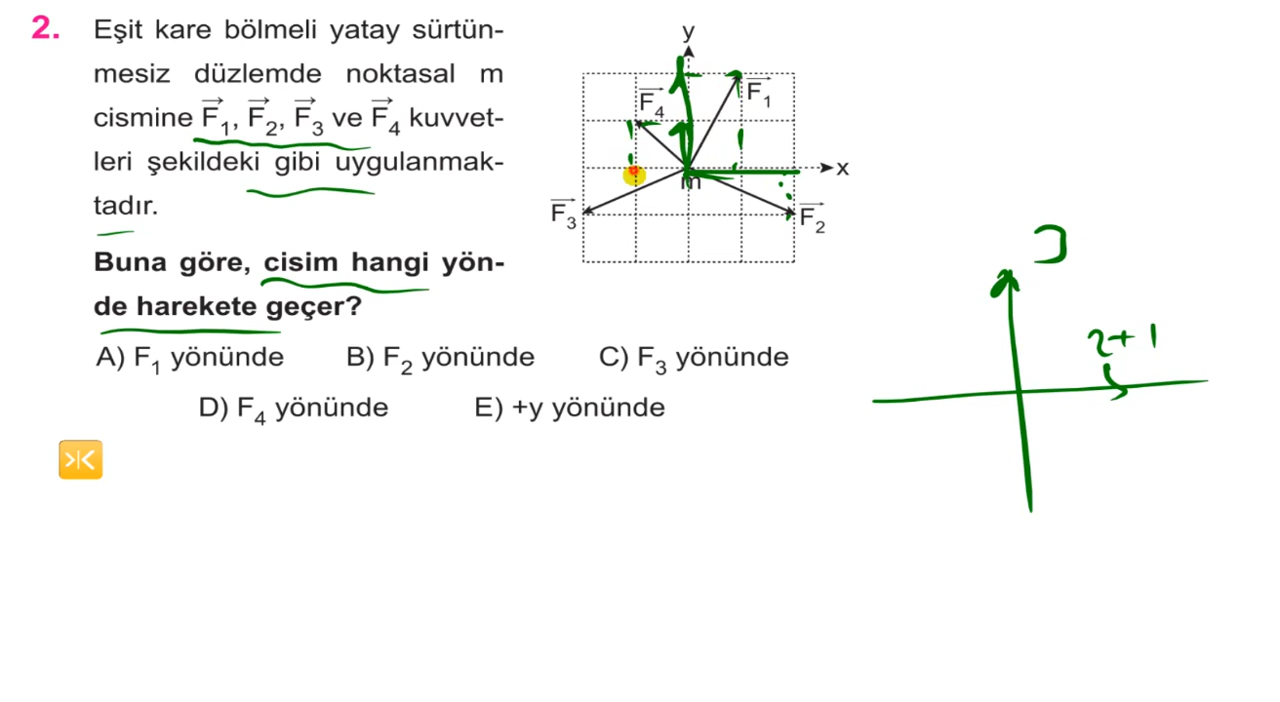 2. Eşit kare bölmeli yatay sürtün-
mesiz düzlemde noktasal m
cismine F1, F2, F3 ve F4 kuvvet-
leri şekildeki gibi uygulanmak-
tadır.
Buna göre, cisim hangi yön-
de harekete geçer?
A) F1 yönünde B) F2 yönünde C) F3 yönünde
D) F4 yönünde E) +y yönünde
y
F1
F4
x
m
F3
F2
2+1